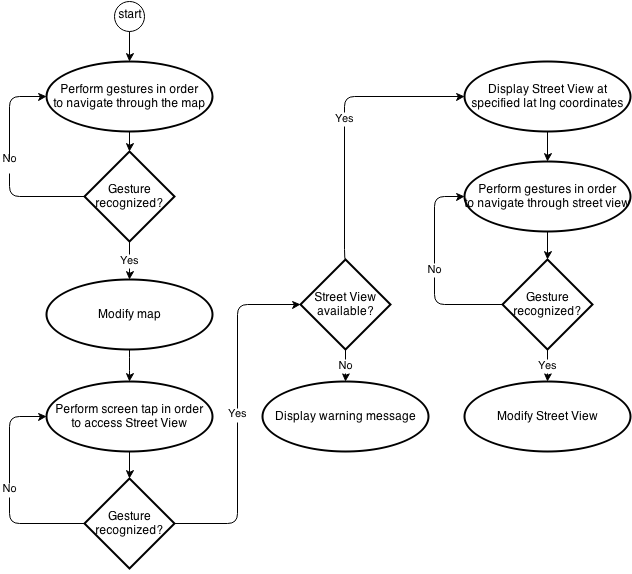 start
Perform gestures in order
to navigate through the map
No
Gesture
recognized?
Yes
Modify map
Perform screen tap in order
to access Street View
No
Gesture
recognized?
Yes
Street View
available?
Yes
No
Display warning message
Display Street View at
specified lat lng coordinates
Perform gestures in order
to navigate through street view
No
Gesture
recognized?
Yes
Modify Street View